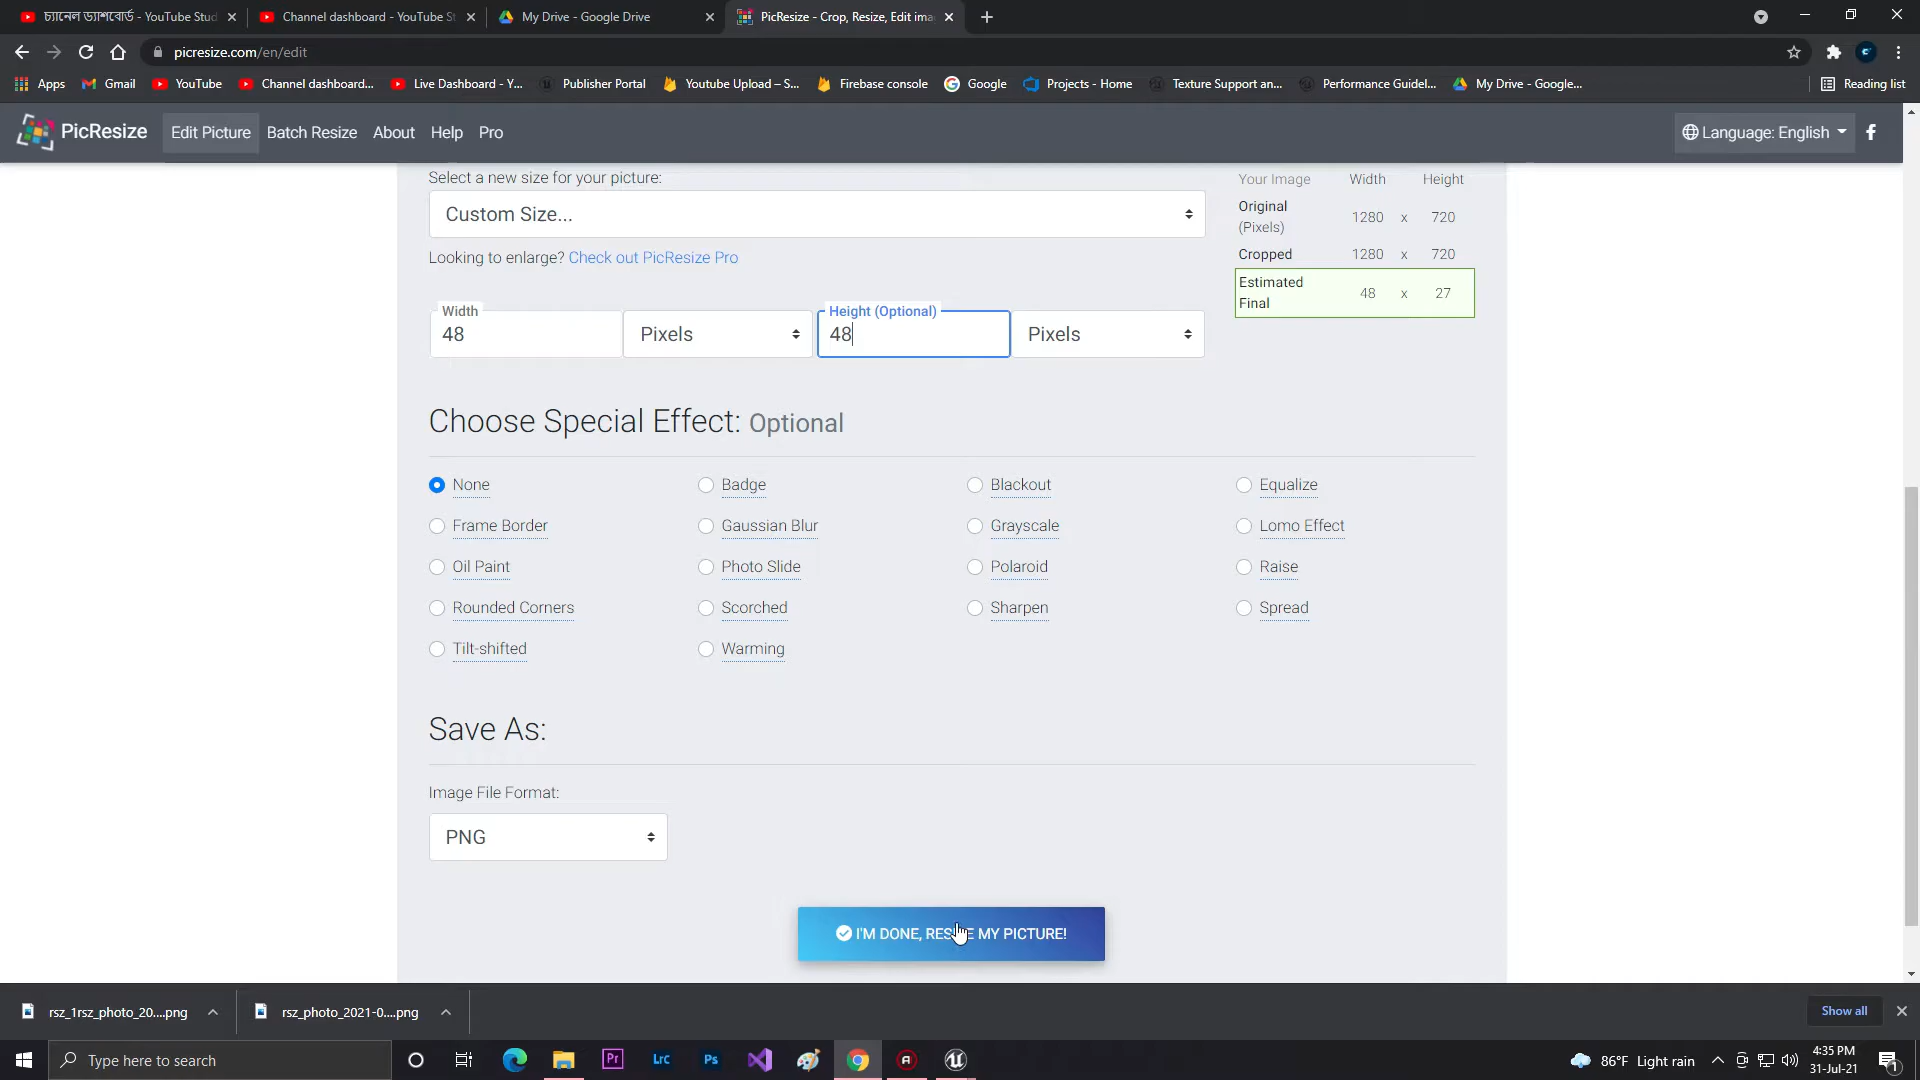 চ্যানেল ড্যাশবোর্ড - YouTube Stud
Channel dashboard - YouTube St
My Drive - Google Drive
PicResize - Crop, Resize, Edit ima
picresize.com/en/edit
Apps
Gmail
YouTube
Channel dashboard...
Live Dashboard - Y...
Publisher Portal
Youtube Upload – S...
Firebase console
Google
Projects - Home
Texture Support an...
Performance Guidel...
My Drive - Google...
Reading list
PicResize
Edit Picture
Batch Resize
About
Help
Pro
Language: English
Select a new size for your picture:
Custom Size...
Looking to enlarge? Check out PicResize Pro
Your Image Width Height
Original (Pixels) 1280 x 720
Cropped 1280 x 720
Estimated Final 48 x 27
Width
48
Pixels
Height (Optional)
48
Pixels
Choose Special Effect: Optional
None
Badge
Blackout
Equalize
Frame Border
Gaussian Blur
Grayscale
Lomo Effect
Oil Paint
Photo Slide
Polaroid
Raise
Rounded Corners
Scorched
Sharpen
Spread
Tilt-shifted
Warming
Save As:
Image File Format:
PNG
I'M DONE, RESIZE MY PICTURE!
rsz_1rsz_photo_20....png
rsz_photo_2021-0....png
Show all
Type here to search
Pr
Lrc
Ps
86°F Light rain
4:35 PM
31-Jul-21
1